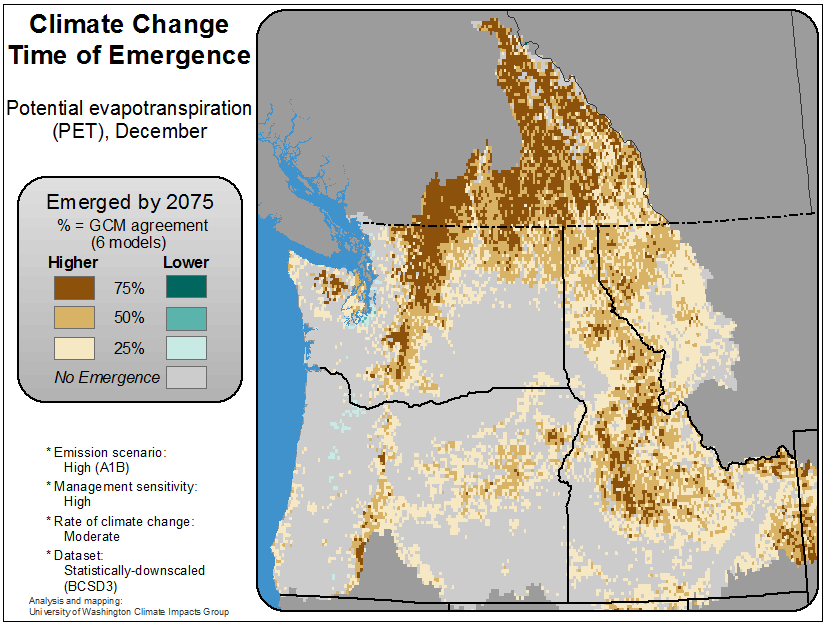 Climate Change
Time of Emergence
Potential evapotranspiration
(PET), December
Emerged by 2075
% = GCM agreement
(6 models)
Higher Lower
75%
50%
25%
No Emergence
* Emission scenario:
High (A1B)
* Management sensitivity:
High
* Rate of climate change:
Moderate
* Dataset:
Statistically-downscaled
(BCSD3)
Analysis and mapping:
University of Washington Climate Impacts Group